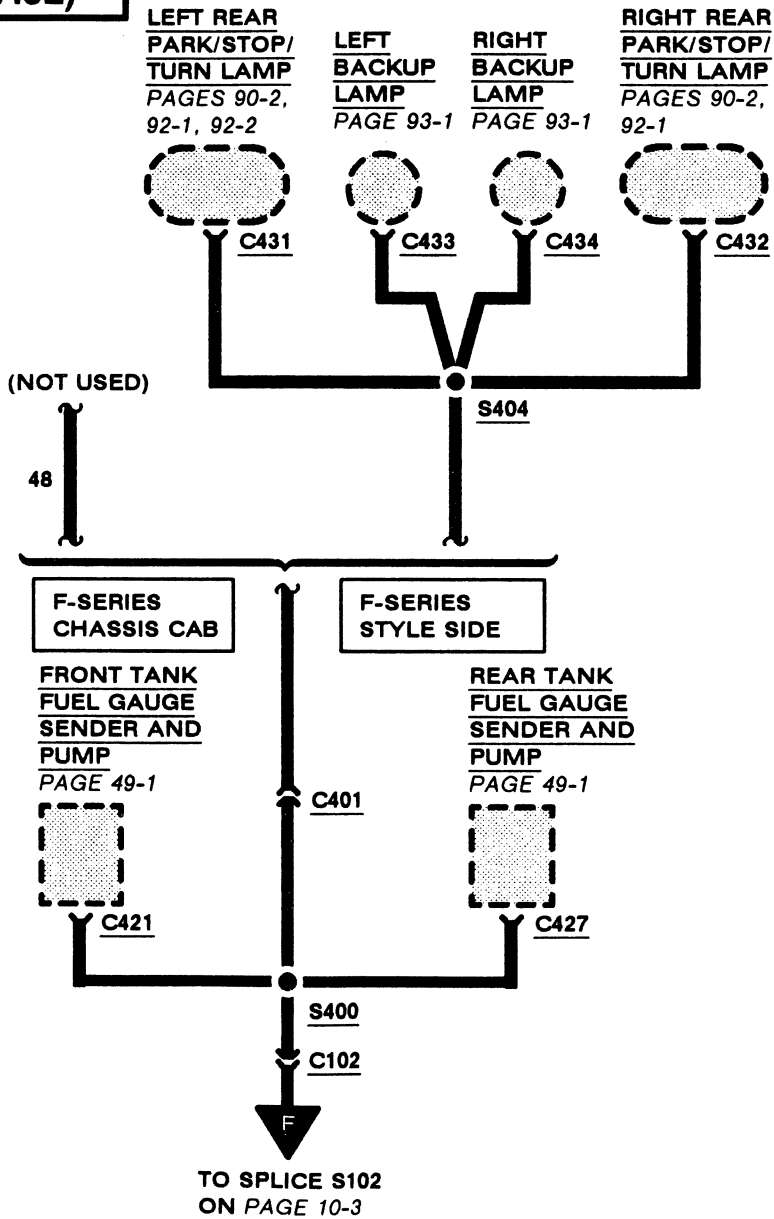 LEFT REAR
PARK/STOP/
TURN LAMP
PAGES 90-2,
92-1, 92-2
LEFT
BACKUP
LAMP
PAGE 93-1
RIGHT
BACKUP
LAMP
PAGE 93-1
RIGHT REAR
PARK/STOP/
TURN LAMP
PAGES 90-2,
92-1
C431
C433
C434
C432
(NOT USED)
S404
48
F-SERIES
CHASSIS CAB
F-SERIES
STYLE SIDE
FRONT TANK
FUEL GAUGE
SENDER AND
PUMP
PAGE 49-1
REAR TANK
FUEL GAUGE
SENDER AND
PUMP
PAGE 49-1
C401
C421
C427
S400
C102
F
TO SPLICE S102
ON PAGE 10-3